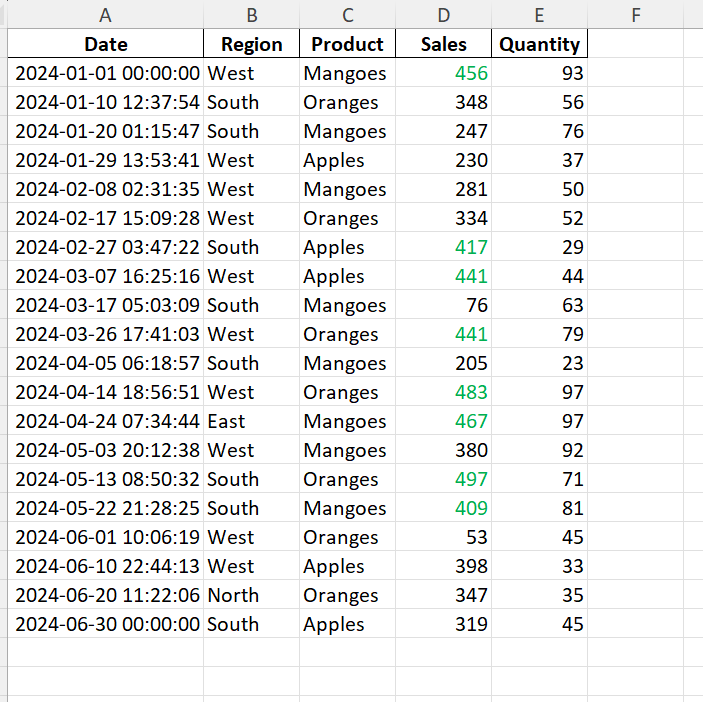 A B C D E F
Date Region Product Sales Quantity
2024-01-01 00:00:00 West Mangoes 456 93
2024-01-10 12:37:54 South Oranges 348 56
2024-01-20 01:15:47 South Mangoes 247 76
2024-01-29 13:53:41 West Apples 230 37
2024-02-08 02:31:35 West Mangoes 281 50
2024-02-17 15:09:28 West Oranges 334 52
2024-02-27 03:47:22 South Apples 417 29
2024-03-07 16:25:16 West Apples 441 44
2024-03-17 05:03:09 South Mangoes 76 63
2024-03-26 17:41:03 West Oranges 441 79
2024-04-05 06:18:57 South Mangoes 205 23
2024-04-14 18:56:51 West Oranges 483 97
2024-04-24 07:34:44 East Mangoes 467 97
2024-05-03 20:12:38 West Mangoes 380 92
2024-05-13 08:50:32 South Oranges 497 71
2024-05-22 21:28:25 South Mangoes 409 81
2024-06-01 10:06:19 West Oranges 53 45
2024-06-10 22:44:13 West Apples 398 33
2024-06-20 11:22:06 North Oranges 347 35
2024-06-30 00:00:00 South Apples 319 45